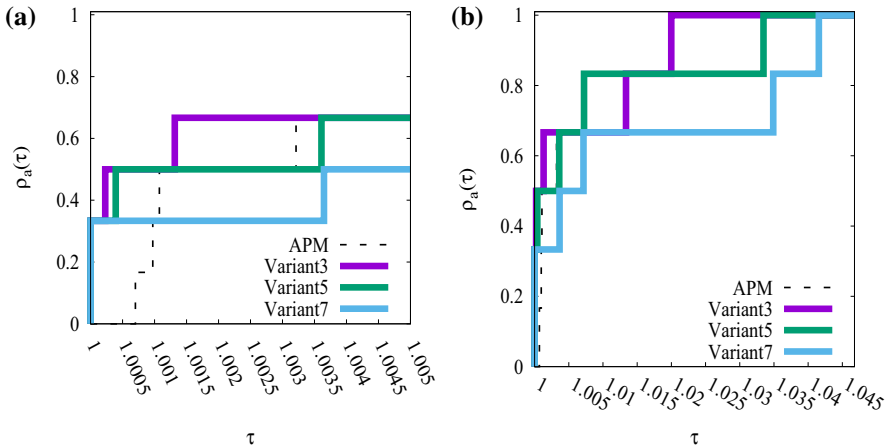 (a)
1
0.8
0.6
0.4
0.2
0
ρa(τ)
APM
Variant3
Variant5
Variant7
1
1.0005
1.001
1.0015
1.002
1.0025
1.003
1.0035
1.004
1.0045
1.005
τ
(b)
1
0.8
0.6
0.4
0.2
0
ρa(τ)
APM
Variant3
Variant5
Variant7
1
1.005
1.01
1.015
1.02
1.025
1.03
1.035
1.04
1.045
τ